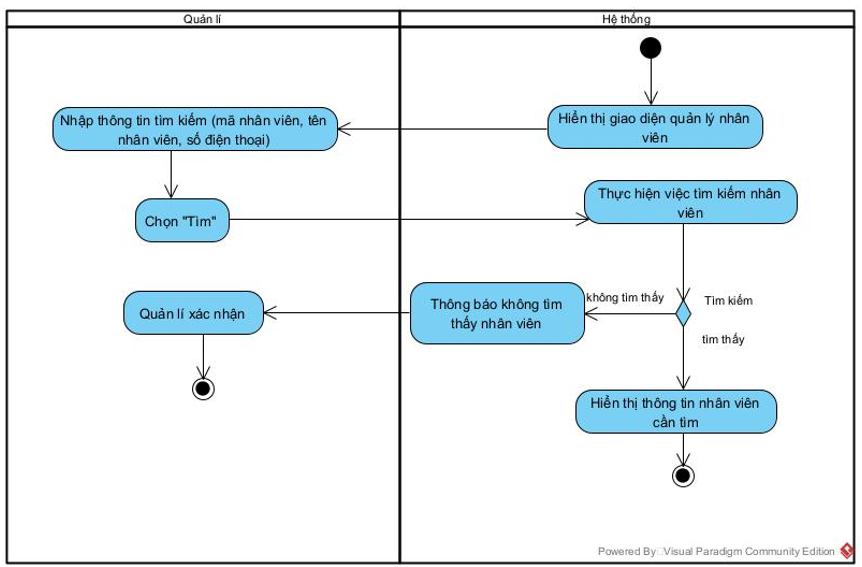 Quản lí
Hệ thống
Hiển thị giao diện quản lý nhân
viên
Nhập thông tin tìm kiếm (mã nhân viên, tên
nhân viên, số điện thoại)
Chọn "Tìm"
Thực hiện việc tìm kiếm nhân
viên
Tìm kiếm
không tìm thấy
tìm thấy
Thông báo không tìm
thấy nhân viên
Quản lí xác nhận
Hiển thị thông tin nhân viên
cần tìm
Powered By Visual Paradigm Community Edition